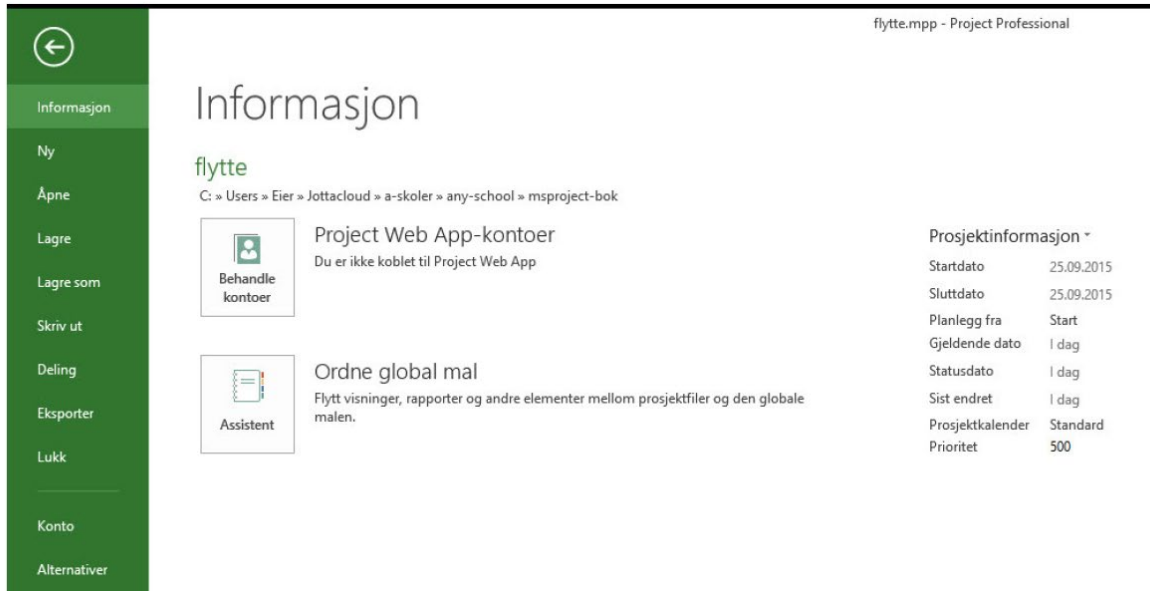 flytte.mpp - Project Professional
Informasjon
Ny
Åpne
Lagre
Lagre som
Skriv ut
Deling
Eksporter
Lukk
Konto
Alternativer
Informasjon
flytte
C: » Users » Eier » Jottacloud » a-skoler » any-school » msproject-bok
Behandle
kontoer
Project Web App-kontoer
Du er ikke koblet til Project Web App
Assistent
Ordne global mal
Flytt visninger, rapporter og andre elementer mellom prosjektfiler og den globale
malen.
Prosjektinformasjon
Startdato 25.09.2015
Sluttdato 25.09.2015
Planlegg fra Start
Gjeldende dato I dag
Statusdato I dag
Sist endret I dag
Prosjektkalender Standard
Prioritet 500